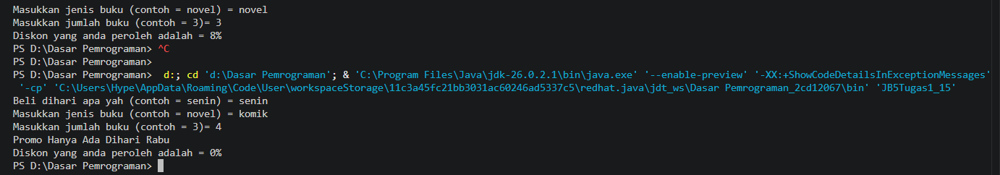 Masukkan jenis buku (contoh = novel) = novel
Masukkan jumlah buku (contoh = 3)= 3
Diskon yang anda peroleh adalah = 8%
PS D:\Dasar Pemrograman> ^C
PS D:\Dasar Pemrograman>
PS D:\Dasar Pemrograman>  d:; cd 'd:\Dasar Pemrograman'; & 'C:\Program Files\Java\jdk-26.0.2.1\bin\java.exe' '--enable-preview' '-XX:+ShowCodeDetailsInExceptionMessages'
'-cp' 'C:\Users\Hype\AppData\Roaming\Code\User\workspaceStorage\11c3a45fc21bb3031ac60246ad5337c5\redhat.java\jdt_ws\Dasar Pemrograman_2cd12067\bin' 'JB5Tugas1_15'
Beli dihari apa yah (contoh = senin) = senin
Masukkan jenis buku (contoh = novel) = komik
Masukkan jumlah buku (contoh = 3)= 4
Promo Hanya Ada Dihari Rabu
Diskon yang anda peroleh adalah = 0%
PS D:\Dasar Pemrograman>